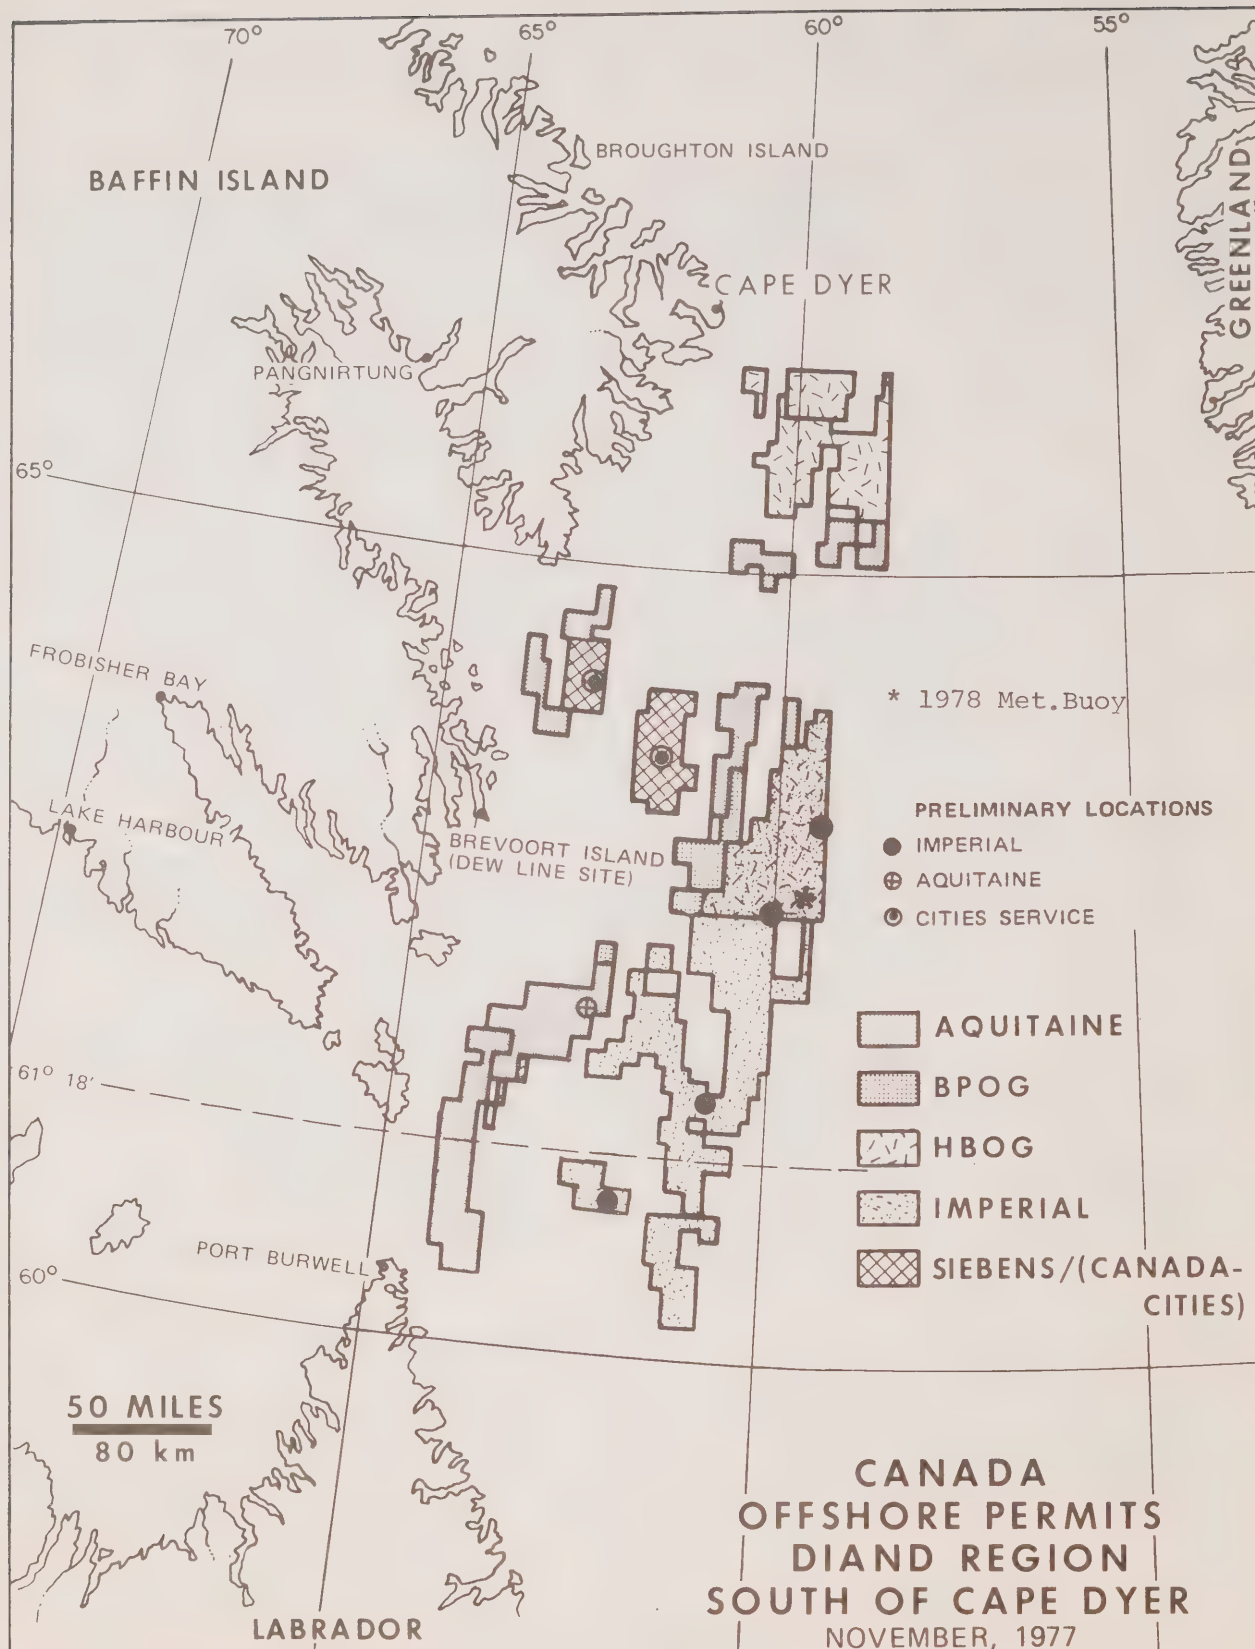 70°
65°
60°
55°
BROUGHTON ISLAND
BAFFIN ISLAND
GREENLAND
CAPE DYER
PANGNIRTUNG
65°
FROBISHER BAY
* 1978 Met.Buoy
LAKE HARBOUR
BREVOORT ISLAND
(DEW LINE SITE)
PRELIMINARY LOCATIONS
IMPERIAL
AQUITAINE
CITIES SERVICE
AQUITAINE
BPOG
HBOG
IMPERIAL
SIEBENS/(CANADA-
CITIES)
61° 18'
PORT BURWELL
60°
50 MILES
80 km
CANADA
OFFSHORE PERMITS
DIAND REGION
SOUTH OF CAPE DYER
NOVEMBER, 1977
LABRADOR